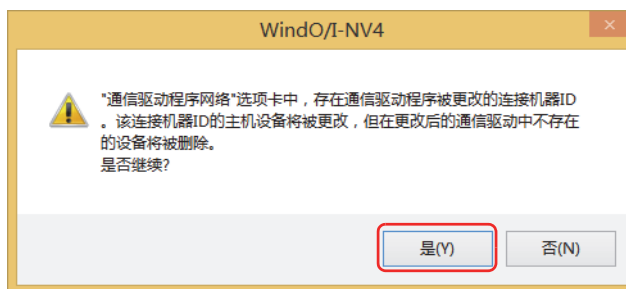 WindO/I-NV4
"通信驱动程序网络"选项卡中，存在通信驱动程序被更改的连接机器ID
。该连接机器ID的主机设备将被更改，但在更改后的通信驱动中不存在
的设备将被删除。
是否继续?
是(Y)
否(N)